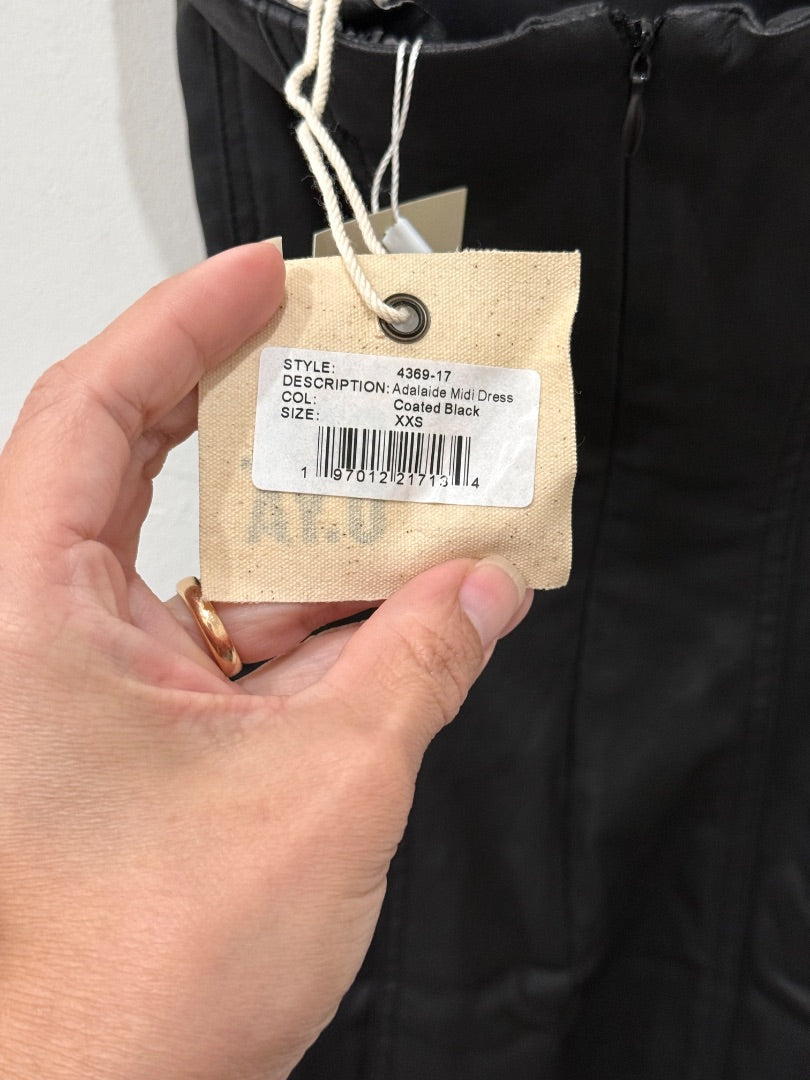 STYLE: 4369-17
DESCRIPTION: Adalaide Midi Dress
COL: Coated Black
SIZE: XXS
1 97012 21713 4